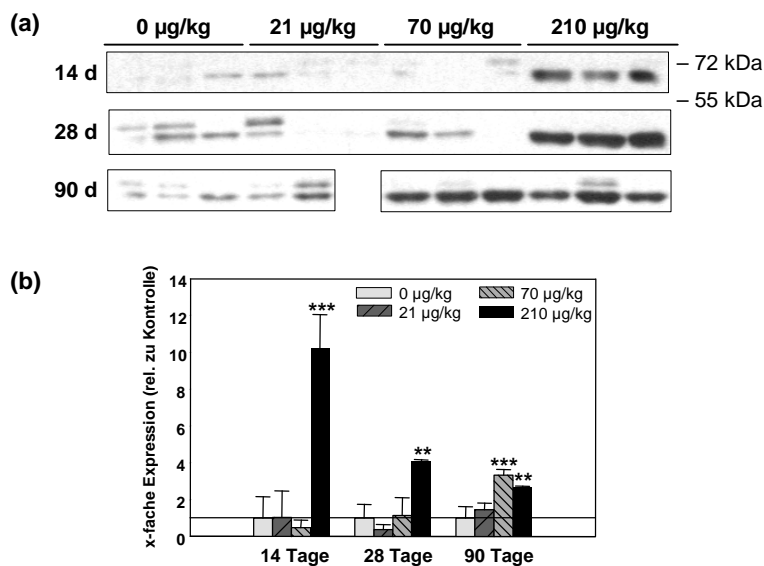 (a)
0 µg/kg 21 µg/kg 70 µg/kg 210 µg/kg
14 d
– 72 kDa
– 55 kDa
28 d
90 d
(b)
x-fache Expression (rel. zu Kontrolle)
14
12
10
8
6
4
2
0
0 µg/kg 70 µg/kg
21 µg/kg 210 µg/kg
***
**
***
**
14 Tage 28 Tage 90 Tage